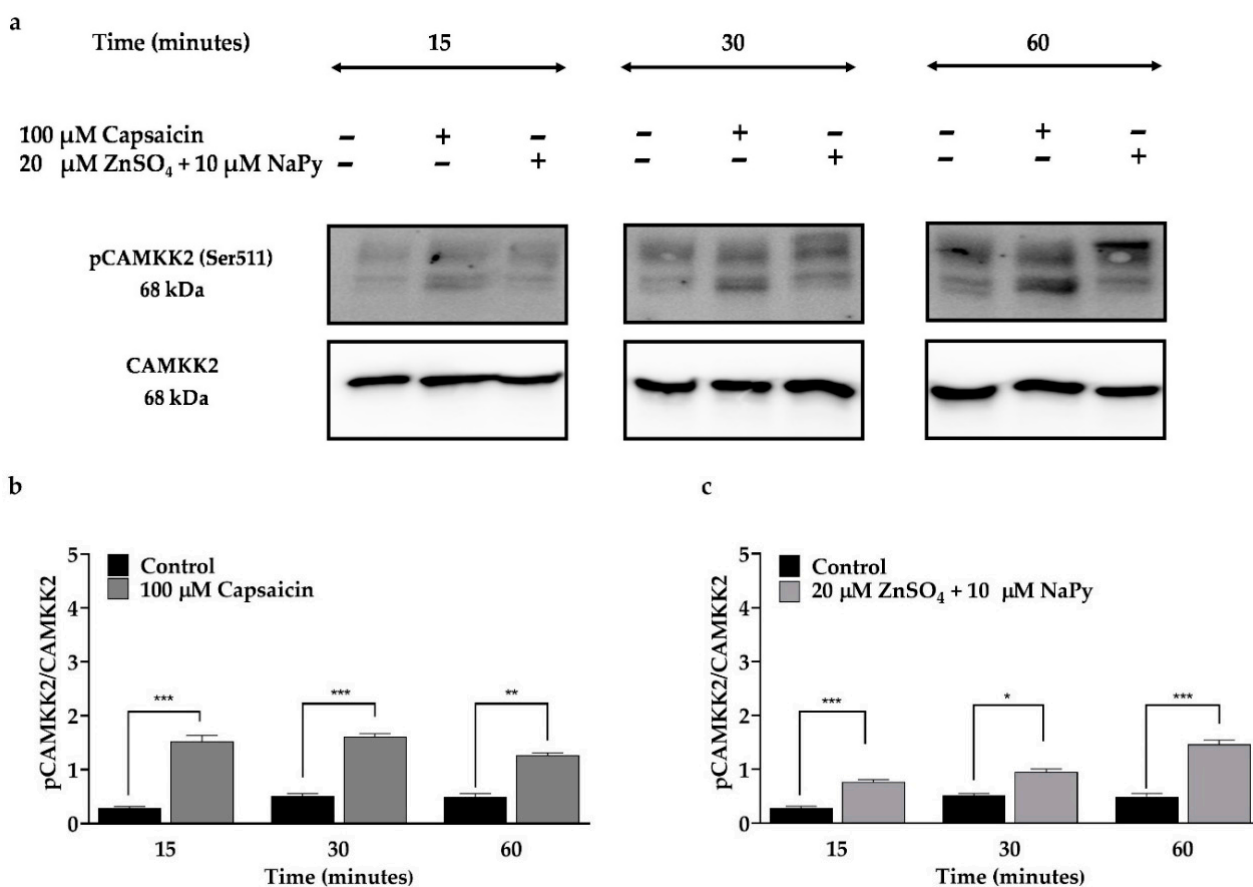 a
Time (minutes) 15 30 60
100 µM Capsaicin - + - - + - - + -
20 µM ZnSO₄ + 10 µM NaPy - - + - - + - - +
pCAMKK2 (Ser511)
68 kDa
CAMKK2
68 kDa
b
Control
100 µM Capsaicin
pCAMKK2/CAMKK2
5
4
3
2
1
0
*** *** **
15 30 60
Time (minutes)
c
Control
20 µM ZnSO₄ + 10 µM NaPy
pCAMKK2/CAMKK2
5
4
3
2
1
0
*** * ***
15 30 60
Time (minutes)